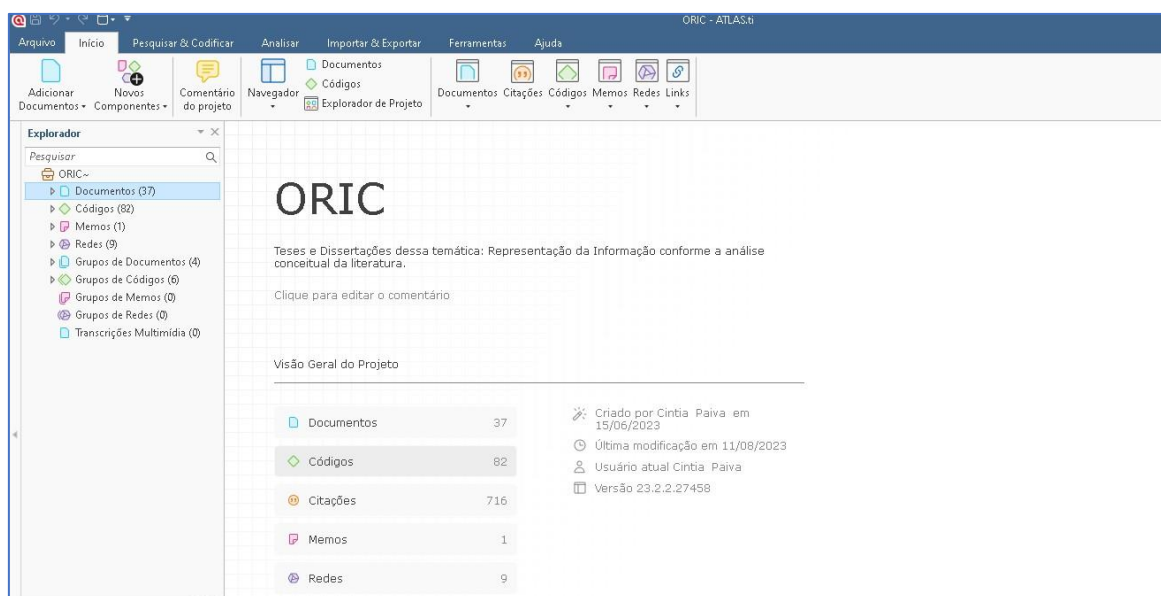 ORIC - ATLAS.ti
Arquivo Início Pesquisar & Codificar Analisar Importar & Exportar Ferramentas Ajuda
Adicionar Documentos
Novos Componentes
Comentário do projeto
Navegador
Documentos
Códigos
Explorador de Projeto
Documentos Citações Códigos Memos Redes Links
Explorador
Pesquisar
ORIC~
Documentos (37)
Códigos (82)
Memos (1)
Redes (9)
Grupos de Documentos (4)
Grupos de Códigos (6)
Grupos de Memos (0)
Grupos de Redes (0)
Transcrições Multimídia (0)
ORIC
Teses e Dissertações dessa temática: Representação da Informação conforme a análise
conceitual da literatura.
Clique para editar o comentário
Visão Geral do Projeto
Documentos 37
Códigos 82
Citações 716
Memos 1
Redes 9
Criado por Cintia Paiva em
15/06/2023
Última modificação em 11/08/2023
Usuário atual Cintia Paiva
Versão 23.2.2.27458